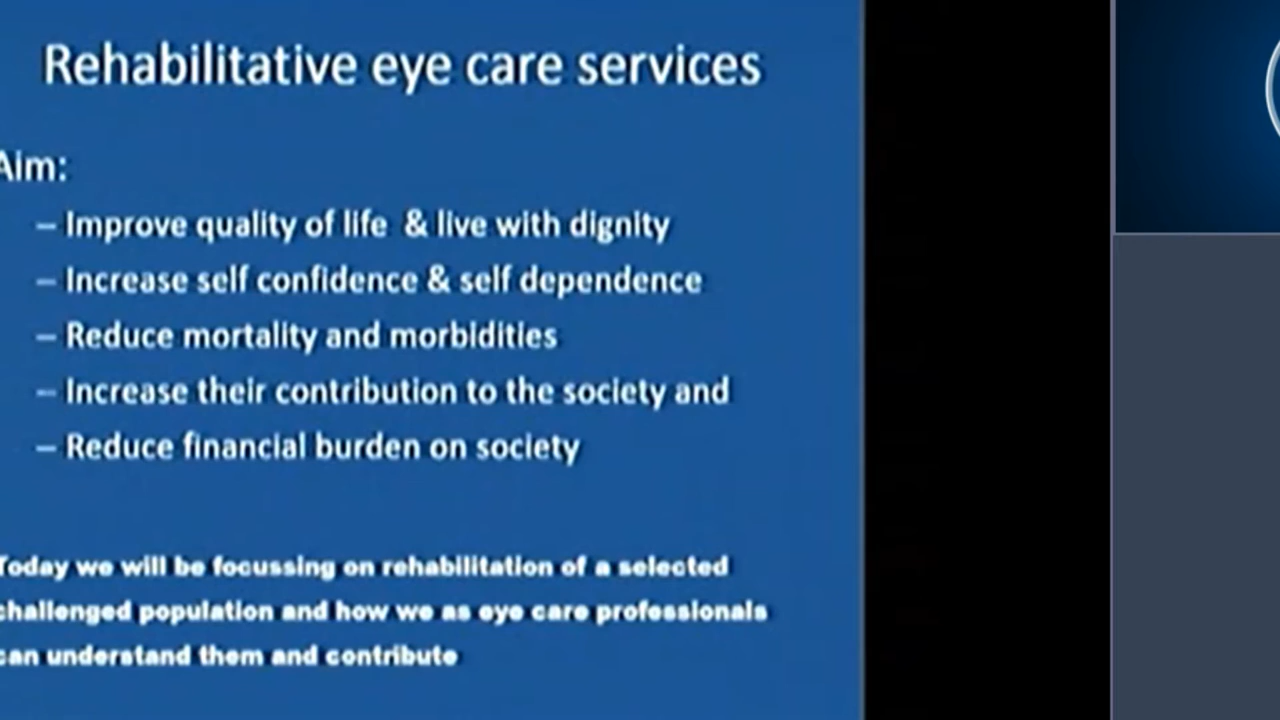 Rehabilitative eye care services
Aim:
– Improve quality of life & live with dignity
– Increase self confidence & self dependence
– Reduce mortality and morbidities
– Increase their contribution to the society and
– Reduce financial burden on society
Today we will be focussing on rehabilitation of a selected
challenged population and how we as eye care professionals
can understand them and contribute